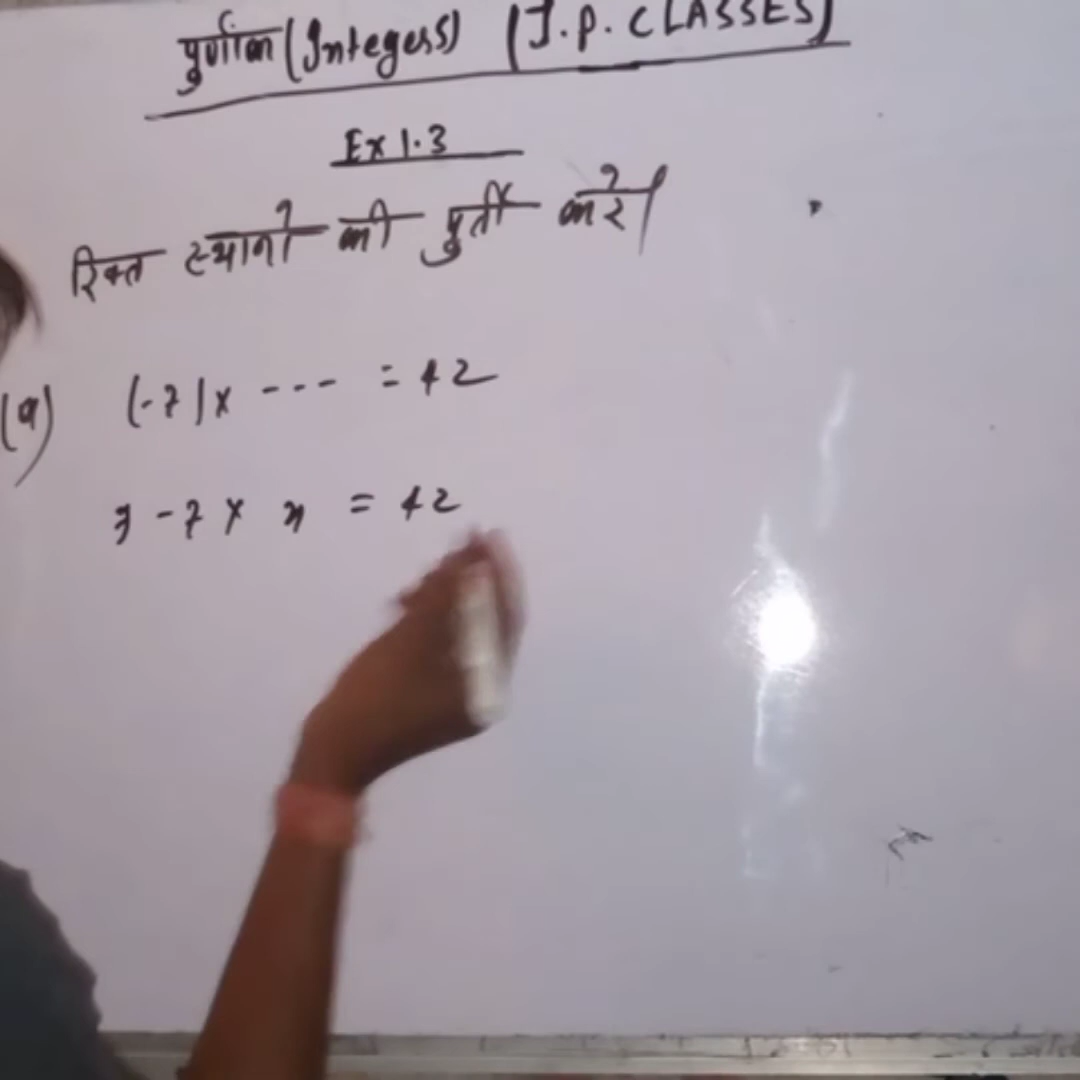 पुर्णांक (Integers) (J.P. CLASSES)
Ex 1.3
रिक्त स्थानों की पुर्ती करें।
(a) (-7) x --- = 42
-7 x x = 42